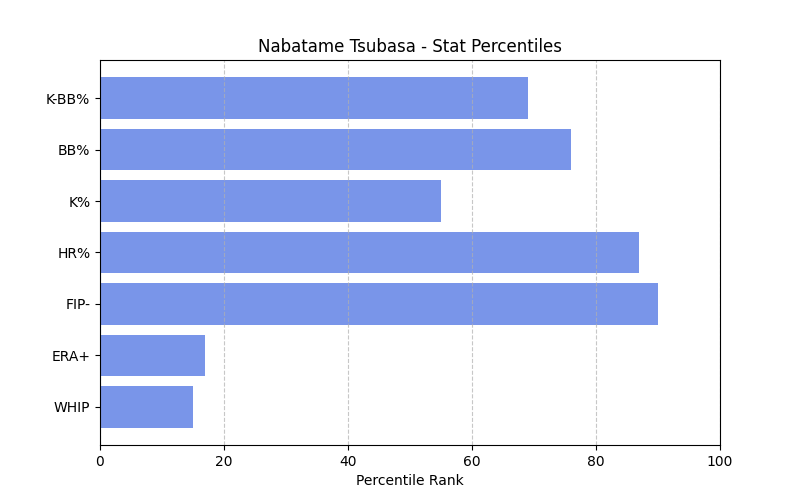 Nabatame Tsubasa - Stat Percentiles
K-BB%
BB%
K%
HR%
FIP-
ERA+
WHIP
0 20 40 60 80 100
Percentile Rank